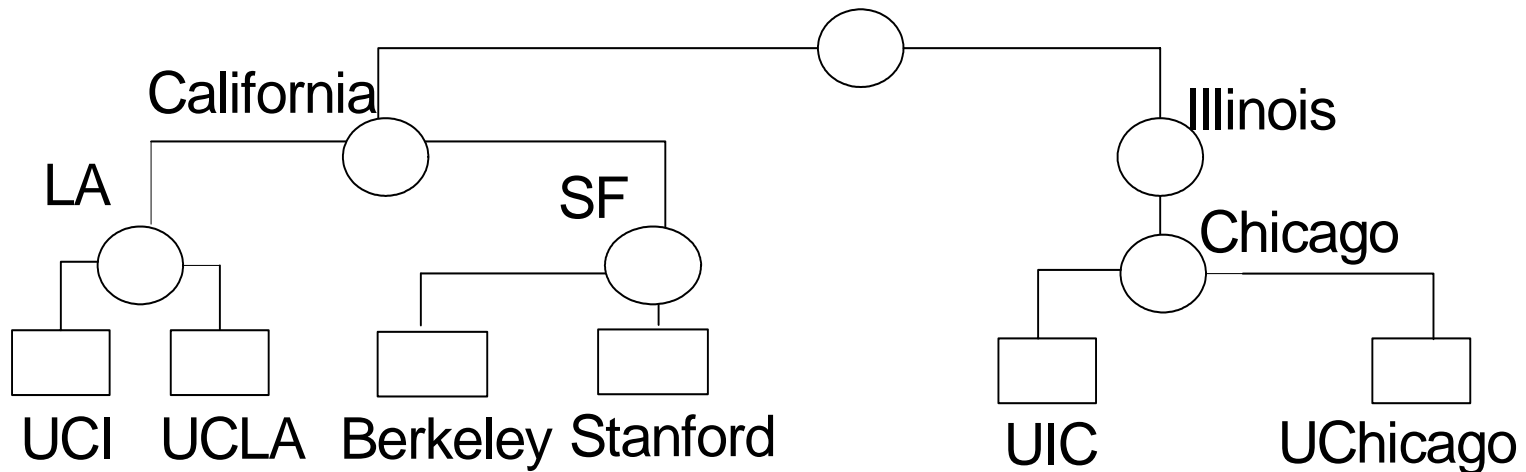 California
Illinois
LA
SF
Chicago
UCI
UCLA
Berkeley
Stanford
UIC
UChicago